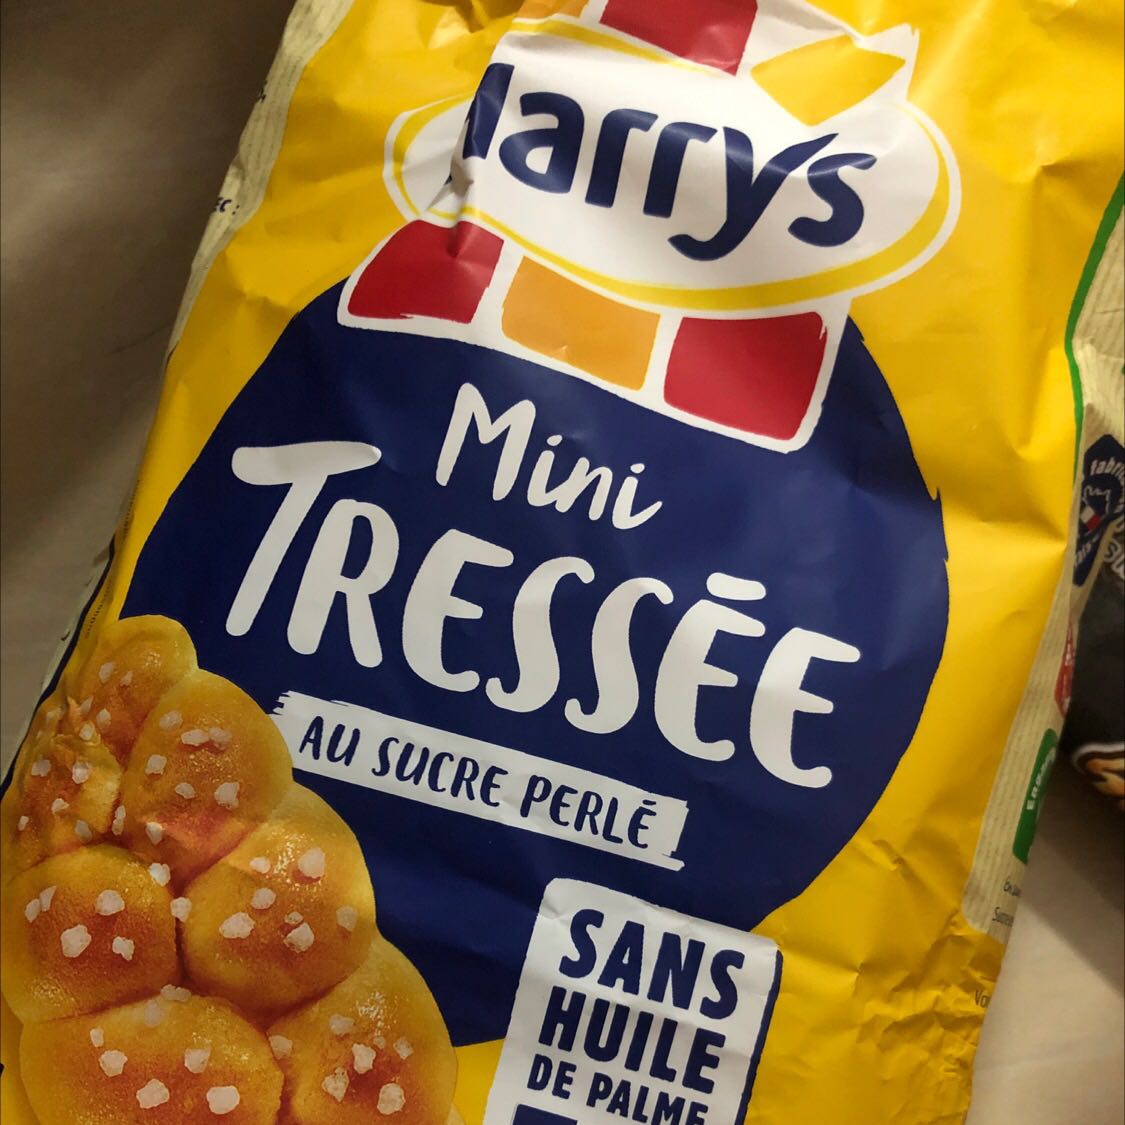 Harrys
Mini
TRESSÉE
AU SUCRE PERLÉ
SANS
HUILE
DE PALME